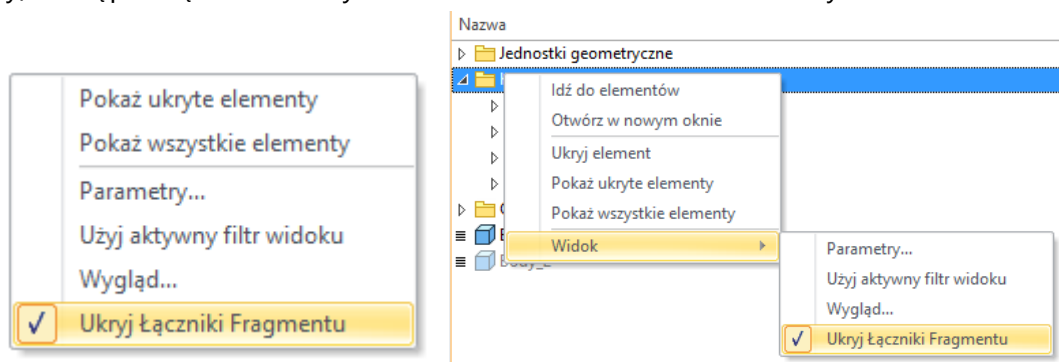 Nazwa
Jednostki geometryczne
Pokaż ukryte elementy
Pokaż wszystkie elementy
Parametry...
Użyj aktywny filtr widoku
Wygląd...
Ukryj Łączniki Fragmentu
Idź do elementów
Otwórz w nowym oknie
Ukryj element
Pokaż ukryte elementy
Pokaż wszystkie elementy
Widok
Body_2
Parametry...
Użyj aktywny filtr widoku
Wygląd...
Ukryj Łączniki Fragmentu